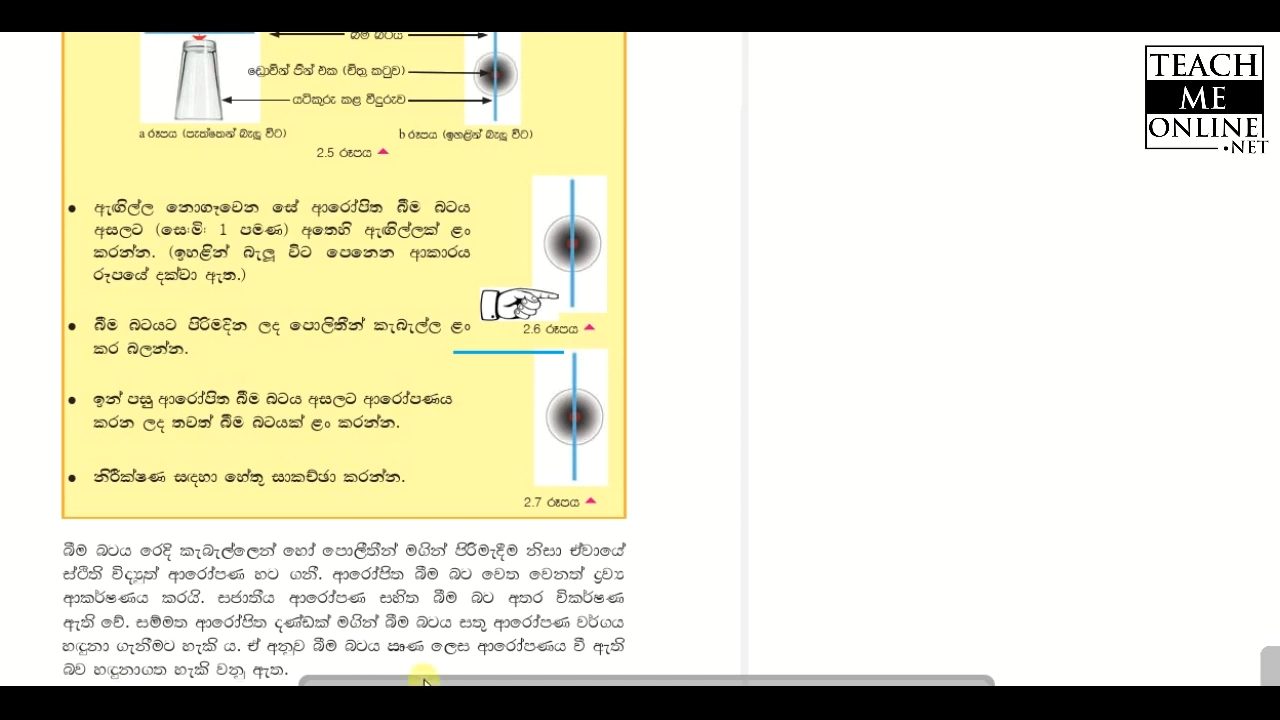 බීම බටය
ඩ්‍රොවින් පින් එක (චිත්‍ර කටුව)
යටිකුරු කළ වීදුරුව
a රූපය (පැත්තෙන් බැලූ විට)
b රූපය (ඉහළින් බැලූ විට)
2.5 රූපය
• ඇඟිල්ල නොගෑවෙන සේ ආරෝපිත බීම බටය
අසලට (සෙ:මි: 1 පමණ) අතෙහි ඇඟිල්ලක් ළං
කරන්න. (ඉහළින් බැලූ විට පෙනෙන ආකාරය
රූපයේ දක්වා ඇත.)
2.6 රූපය
• බීම බටයට පිරිමදින ලද පොලිතීන් කැබැල්ල ළං
කර බලන්න.
• ඉන් පසු ආරෝපිත බීම බටය අසලට ආරෝපණය
කරන ලද තවත් බීම බටයක් ළං කරන්න.
• නිරීක්ෂණ සඳහා හේතු සාකච්ඡා කරන්න.
2.7 රූපය
බීම බටය රෙදි කැබැල්ලෙන් හෝ පොලීතීන් මගින් පිරිමැදීම නිසා ඒවායේ
ස්ථිති විද්‍යුත් ආරෝපණ හට ගනී. ආරෝපිත බීම බට වෙත වෙනත් ද්‍රව්‍ය
ආකර්ෂණය කරයි. සජාතීය ආරෝපණ සහිත බීම බට අතර විකර්ෂණ
ඇති වේ. සම්මත ආරෝපිත දණ්ඩක් මගින් බීම බටය සතු ආරෝපණ වර්ගය
හඳුනා ගැනීමට හැකි ය. ඒ අනුව බීම බටය ඍණ ලෙස ආරෝපණය වී ඇති
බව හඳුනාගත හැකි වනු ඇත.
TEACH
ME
ONLINE
.NET